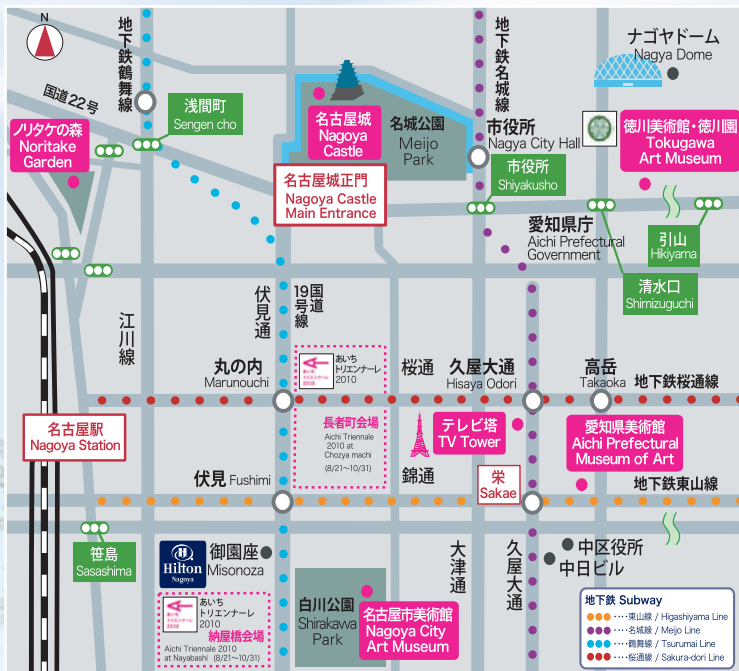 N
地下鉄鶴舞線
地下鉄名城線
ナゴヤドーム
Nagya Dome
国道22号
浅間町
Sengen cho
名古屋城
Nagoya
Castle
名城公園
Meijo
Park
市役所
Nagya City Hall
徳川美術館・徳川園
Tokugawa
Art Museum
ノリタケの森
Noritake
Garden
市役所
Shiyakusho
名古屋城正門
Nagoya Castle
Main Entrance
愛知県庁
Aichi Prefectural
Government
引山
Hikiyama
清水口
Shimizuguchi
江川線
伏見通
国道
19号線
丸の内
Marunouchi
あいち
トリエンナーレ
2010
桜通
久屋大通
Hisaya Odori
高岳
Takaoka
地下鉄桜通線
名古屋駅
Nagoya Station
長者町会場
Aichi Triennale
2010 at
Chozya machi
(8/21~10/31)
テレビ塔
TV Tower
愛知県美術館
Aichi Prefectural
Museum of Art
伏見 Fushimi
錦通
栄
Sakae
地下鉄東山線
笹島
Sasashima
Hilton
Nagoya
御園座
Misonoza
大津通
久屋大通
中区役所
中日ビル
あいち
トリエンナーレ
2010
納屋橋会場
Aichi Triennale 2010
at Nayabashi (8/21~10/31)
白川公園
Shirakawa
Park
名古屋市美術館
Nagoya City
Art Museum
地下鉄 Subway
････東山線 / Higashiyama Line
････名城線 / Meijo Line
････鶴舞線 / Tsurumai Line
････桜通線 / Sakura-dori Line